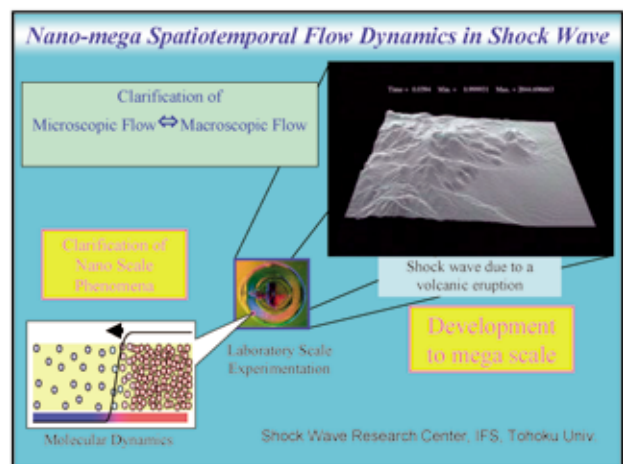 Nano-mega Spatiotemporal Flow Dynamics in Shock Wave
Clarification of
Microscopic Flow ⇔ Macroscopic Flow
Clarification of
Nano Scale
Phenomena
Shock wave due to a
volcanic eruption
Laboratory Scale
Experimentation
Development
to mega scale
Molecular Dynamics
Shock Wave Research Center, IFS, Tohoku Univ.